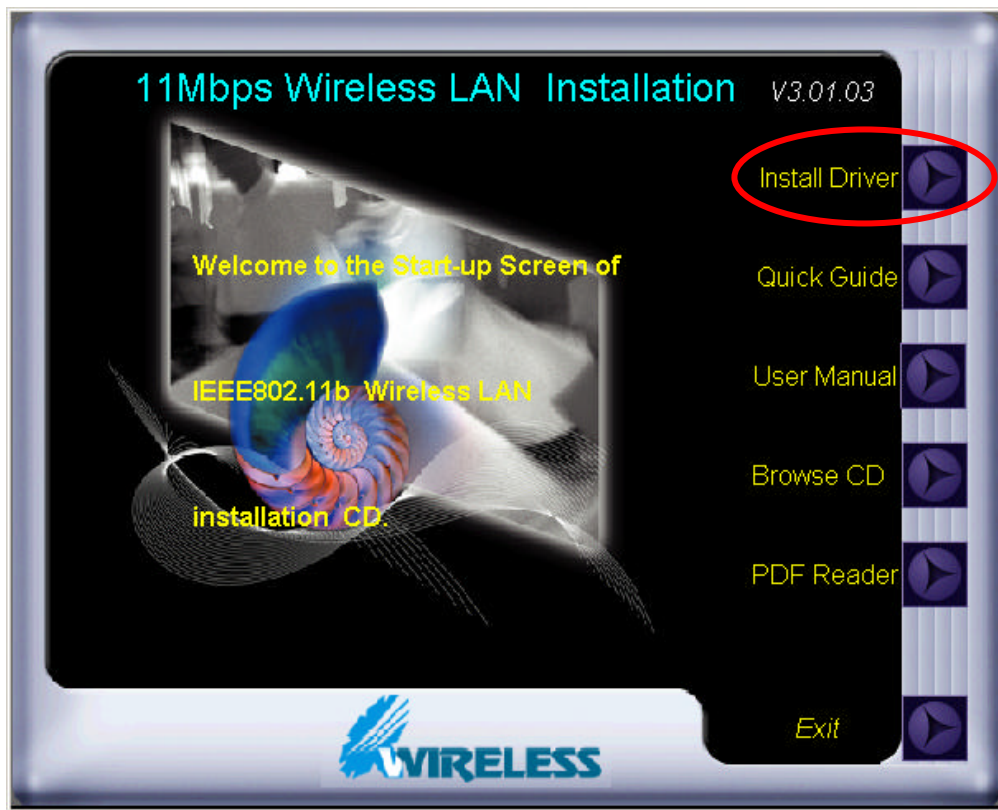 11Mbps Wireless LAN Installation V3.01.03
Install Driver
Welcome to the Start-up Screen of
Quick Guide
User Manual
IEEE802.11b Wireless LAN
Browse CD
installation CD.
PDF Reader
Exit
WIRELESS